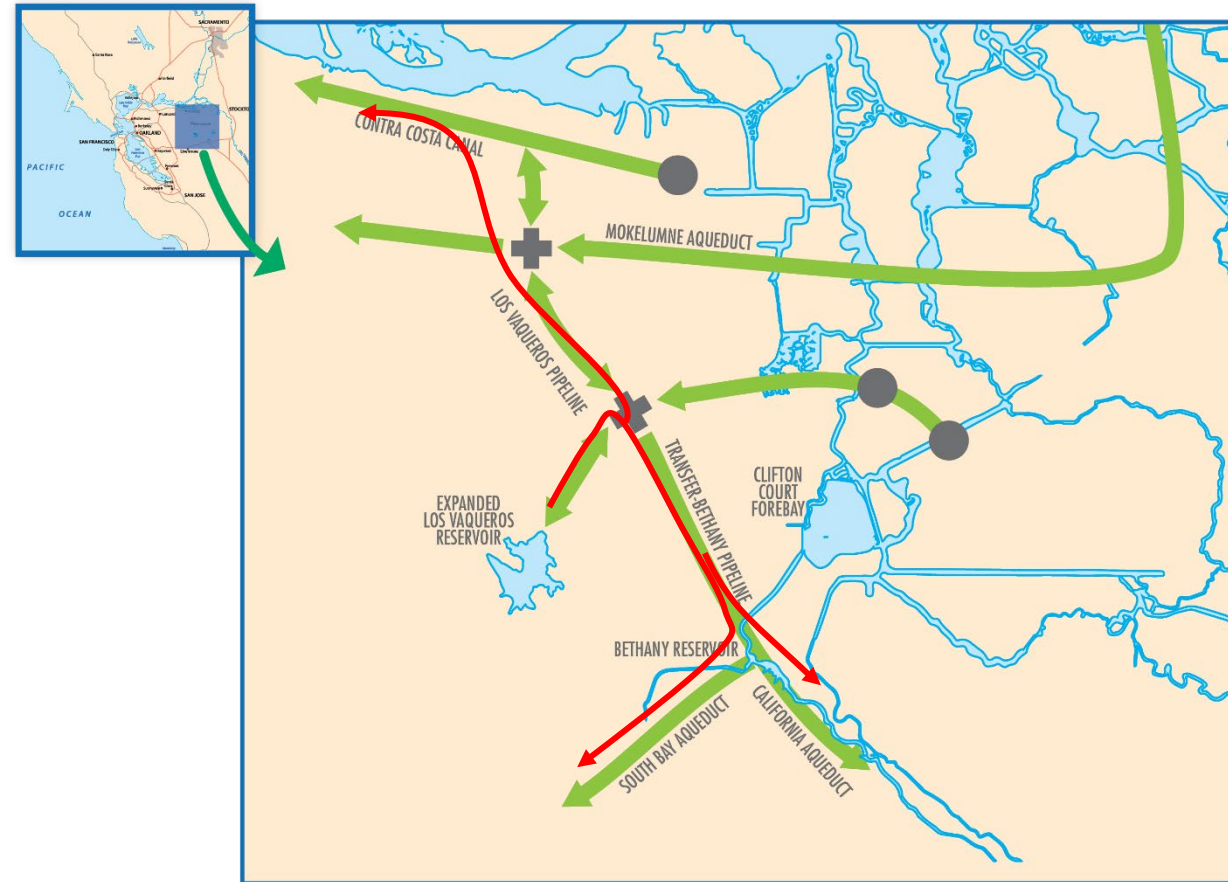 SACRAMENTO
STOCKTON
OAKLAND
SAN FRANCISCO
SAN JOSE
PACIFIC
OCEAN
CONTRA COSTA CANAL
MOKELUMNE AQUEDUCT
LOS VAQUEROS PIPELINE
TRANSFER-BETHANY PIPELINE
CLIFTON
COURT
FOREBAY
EXPANDED
LOS VAQUEROS
RESERVOIR
BETHANY RESERVOIR
SOUTH BAY AQUEDUCT
CALIFORNIA AQUEDUCT